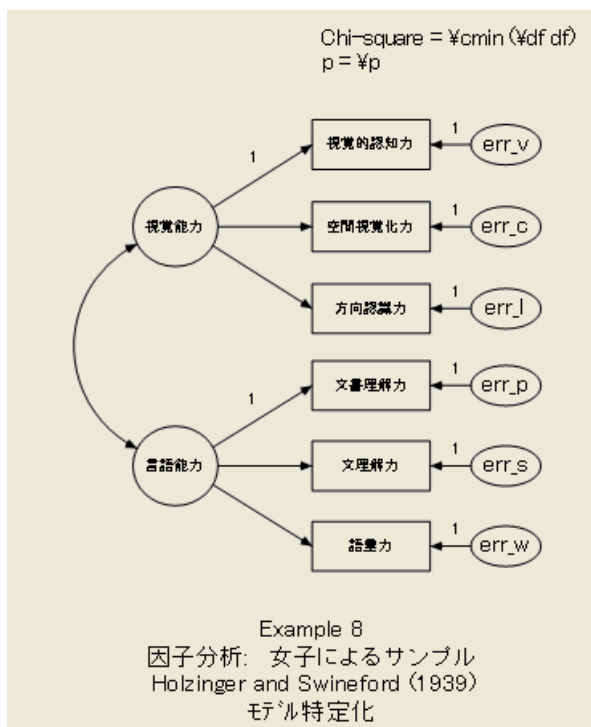 Chi-square = ¥cmin (¥df df)
p = ¥p
1
視覚的認知力
1
err_v
視覚能力
空間視覚化力
1
err_c
方向認識力
1
err_l
1
文書理解力
1
err_p
言語能力
文理解力
1
err_s
語彙力
1
err_w
Example 8
因子分析: 女子によるサンプル
Holzinger and Swineford (1939)
モデル特定化